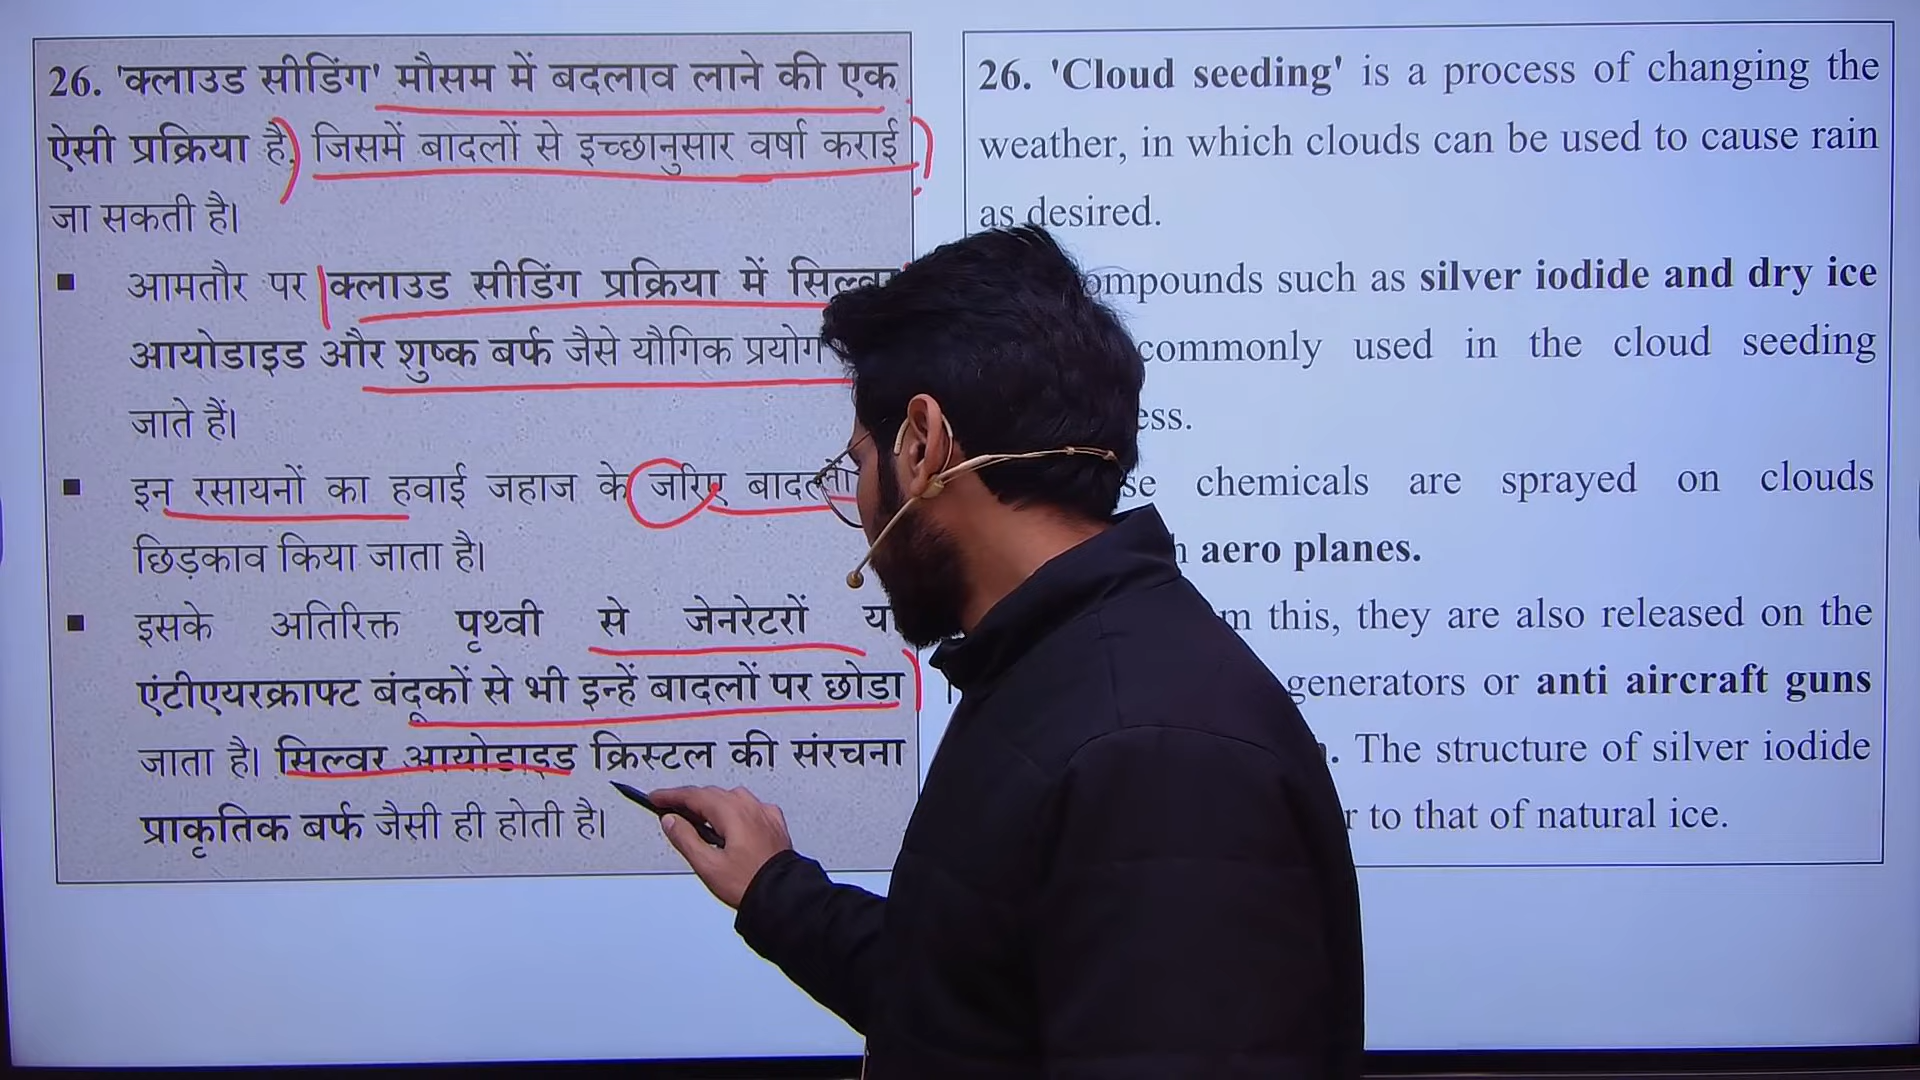 26. 'क्लाउड सीडिंग' मौसम में बदलाव लाने की एक
ऐसी प्रक्रिया है, जिसमें बादलों से इच्छानुसार वर्षा कराई
जा सकती है।
▪ आमतौर पर क्लाउड सीडिंग प्रक्रिया में
आयोडाइड और शुष्क बर्फ जैसे यौगिक प्रयोग
जाते हैं।
▪ इन रसायनों का हवाई जहाज के जरिए
छिड़काव किया जाता है।
▪ इसके अतिरिक्त पृथ्वी से जेनरेटरों
एंटीएयरक्राफ्ट बंदूकों से भी इन्हें बादलों पर छोड़ा
जाता है। सिल्वर आयोडाइड क्रिस्टल की संरचना
प्राकृतिक बर्फ जैसी ही होती है।
26. 'Cloud seeding' is a process of changing the
weather, in which clouds can be used to cause rain
as desired.
such as silver iodide and dry ice
commonly used in the cloud seeding
chemicals are sprayed on clouds
aero planes.
this, they are also released on the
generators or anti aircraft guns
The structure of silver iodide
to that of natural ice.